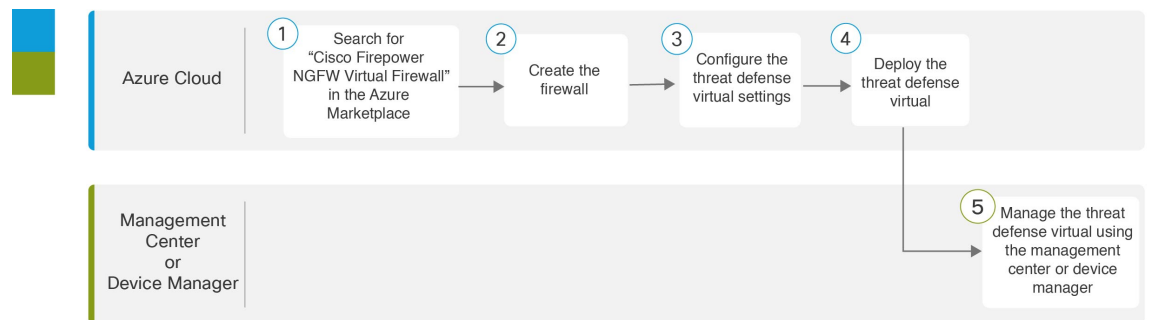 Azure Cloud
1
Search for
“Cisco Firepower
NGFW Virtual Firewall”
in the Azure
Marketplace
2
Create the
firewall
3
Configure the
threat defense
virtual settings
4
Deploy the
threat defense
virtual
Management
Center
or
Device Manager
5
Manage the threat
defense virtual using
the management
center or device
manager